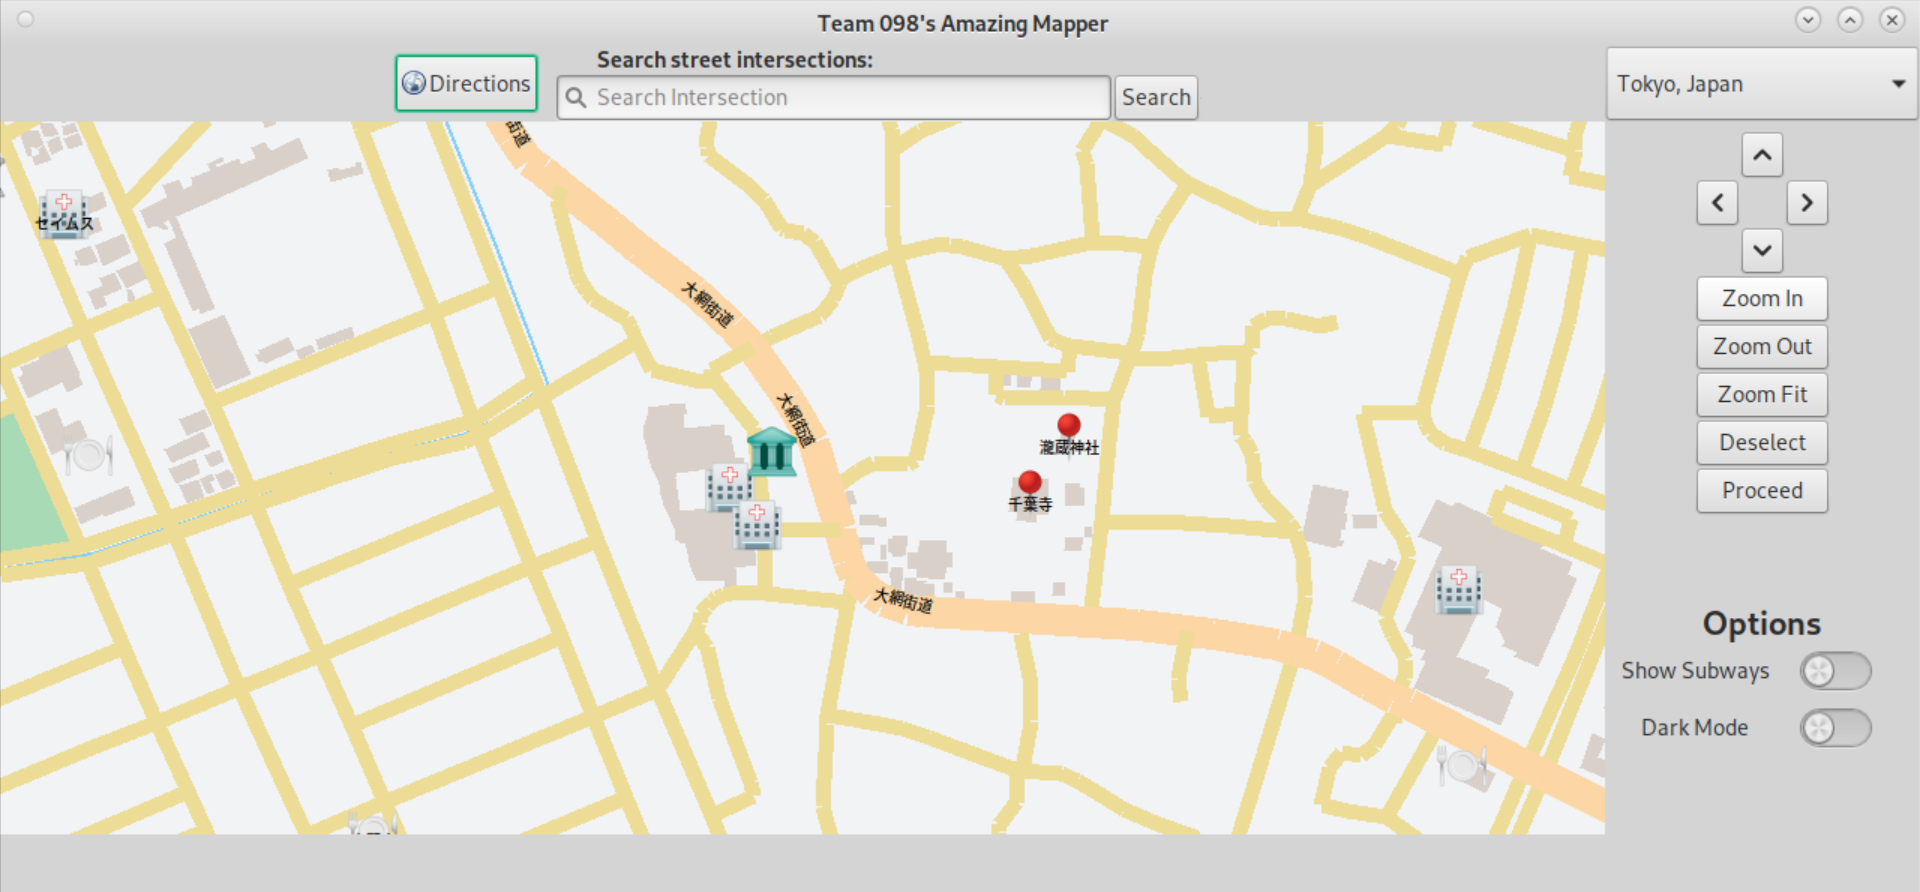 Team 098's Amazing Mapper
Directions
Search street intersections:
Search Intersection
Search
Tokyo, Japan
街道
セイムス
大網街道
大網街道
瀧蔵神社
千葉寺
大網街道
Zoom In
Zoom Out
Zoom Fit
Deselect
Proceed
Options
Show Subways
Dark Mode